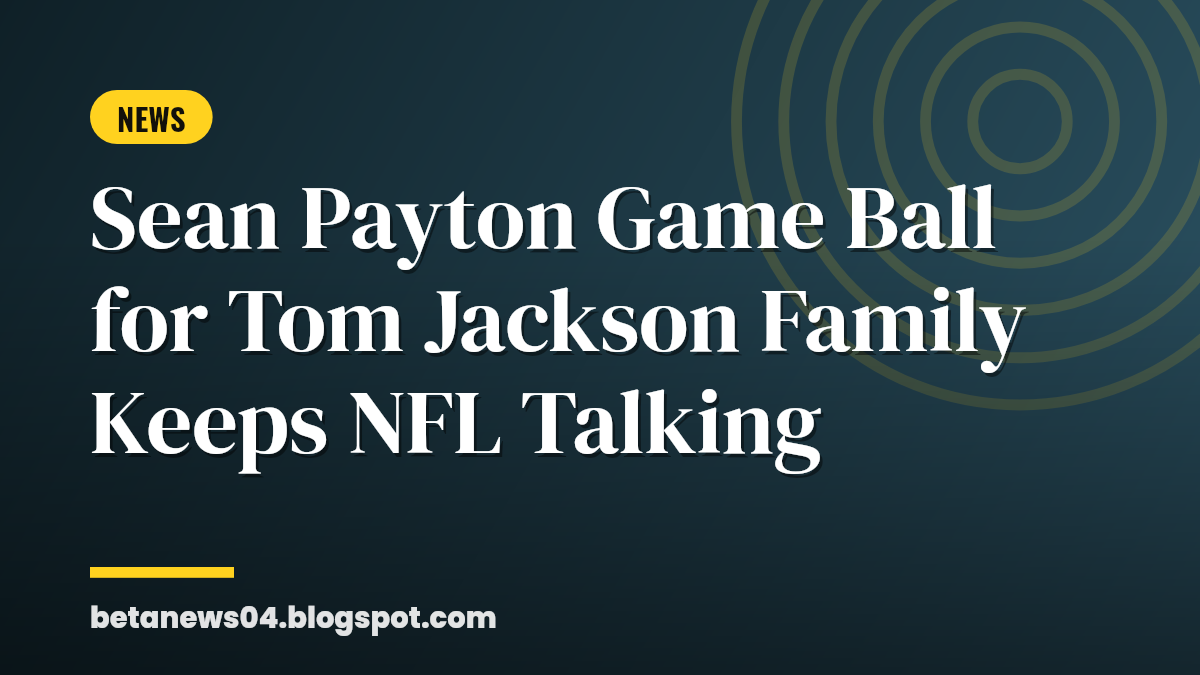 NEWS
Sean Payton Game Ball
for Tom Jackson Family
Keeps NFL Talking
betanews04.blogspot.com